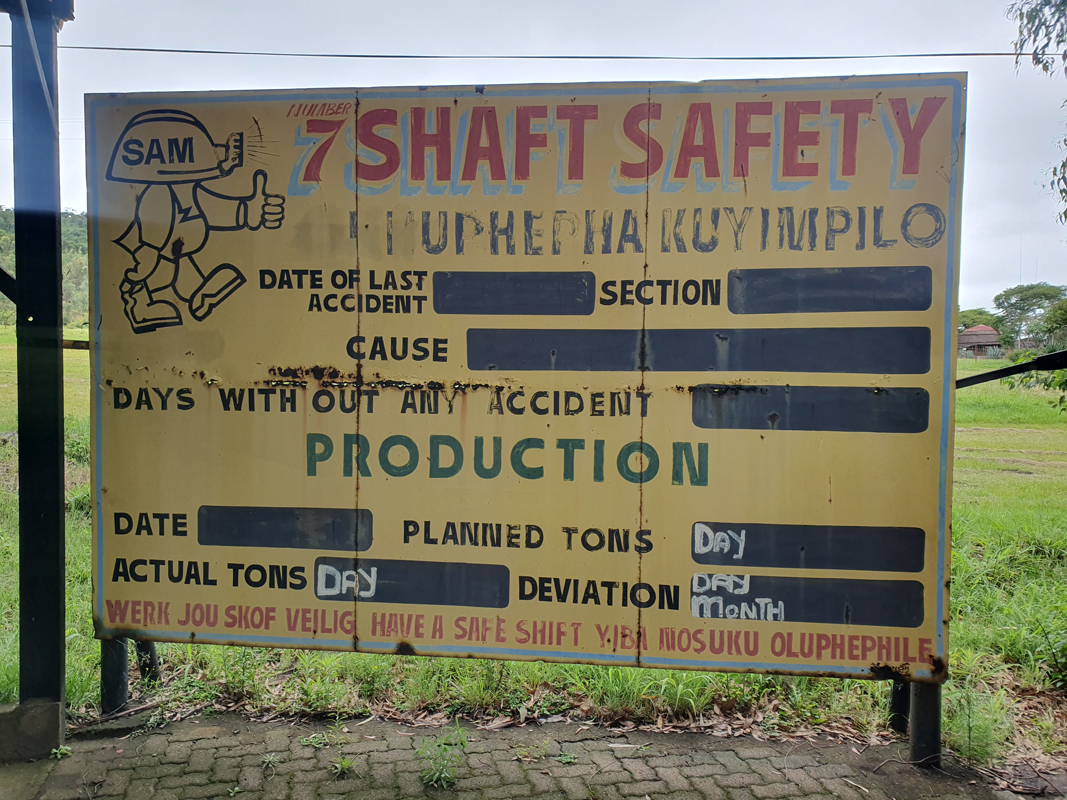 SAM
NUMBER
7 SHAFT SAFETY
KUYIMPILO
DATE OF LAST ACCIDENT
SECTION
CAUSE
DAYS WITH OUT ANY ACCIDENT
PRODUCTION
DATE
PLANNED TONS DAY
ACTUAL TONS DAY
DEVIATION DAY
MONTH
WERK JOU SKOF VEILIG HAVE A SAFE SHIFT YIBA NOSUKU OLUPHEPHILE